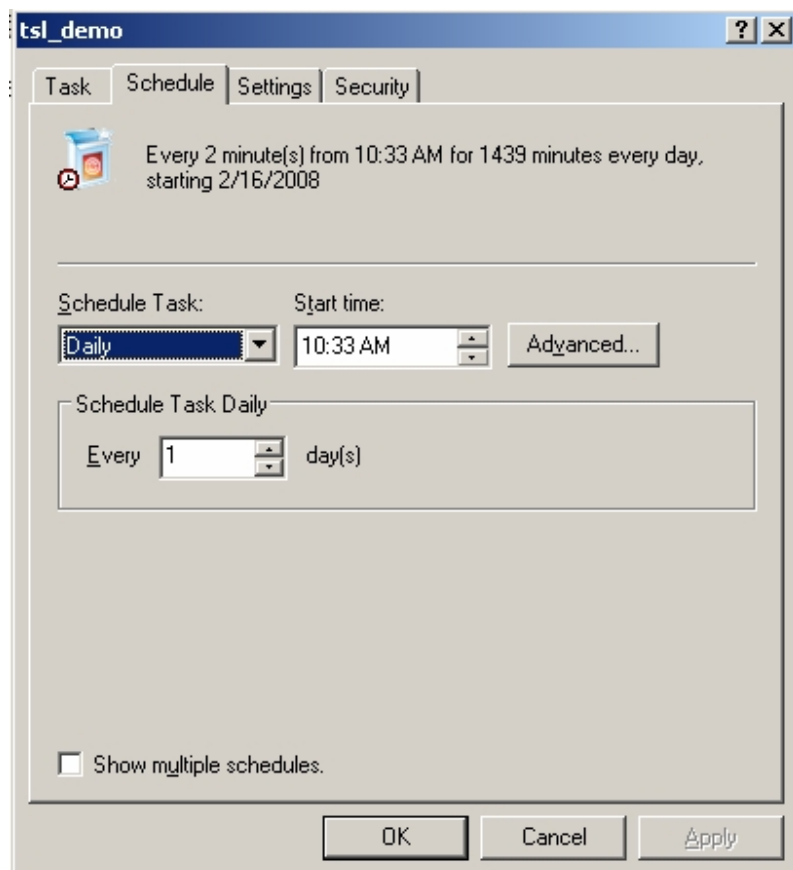 tsl_demo
Task Schedule Settings Security
Every 2 minute(s) from 10:33 AM for 1439 minutes every day,
starting 2/16/2008
Schedule Task: Start time:
Daily 10:33 AM Advanced...
Schedule Task Daily
Every 1 day(s)
Show multiple schedules.
OK Cancel Apply